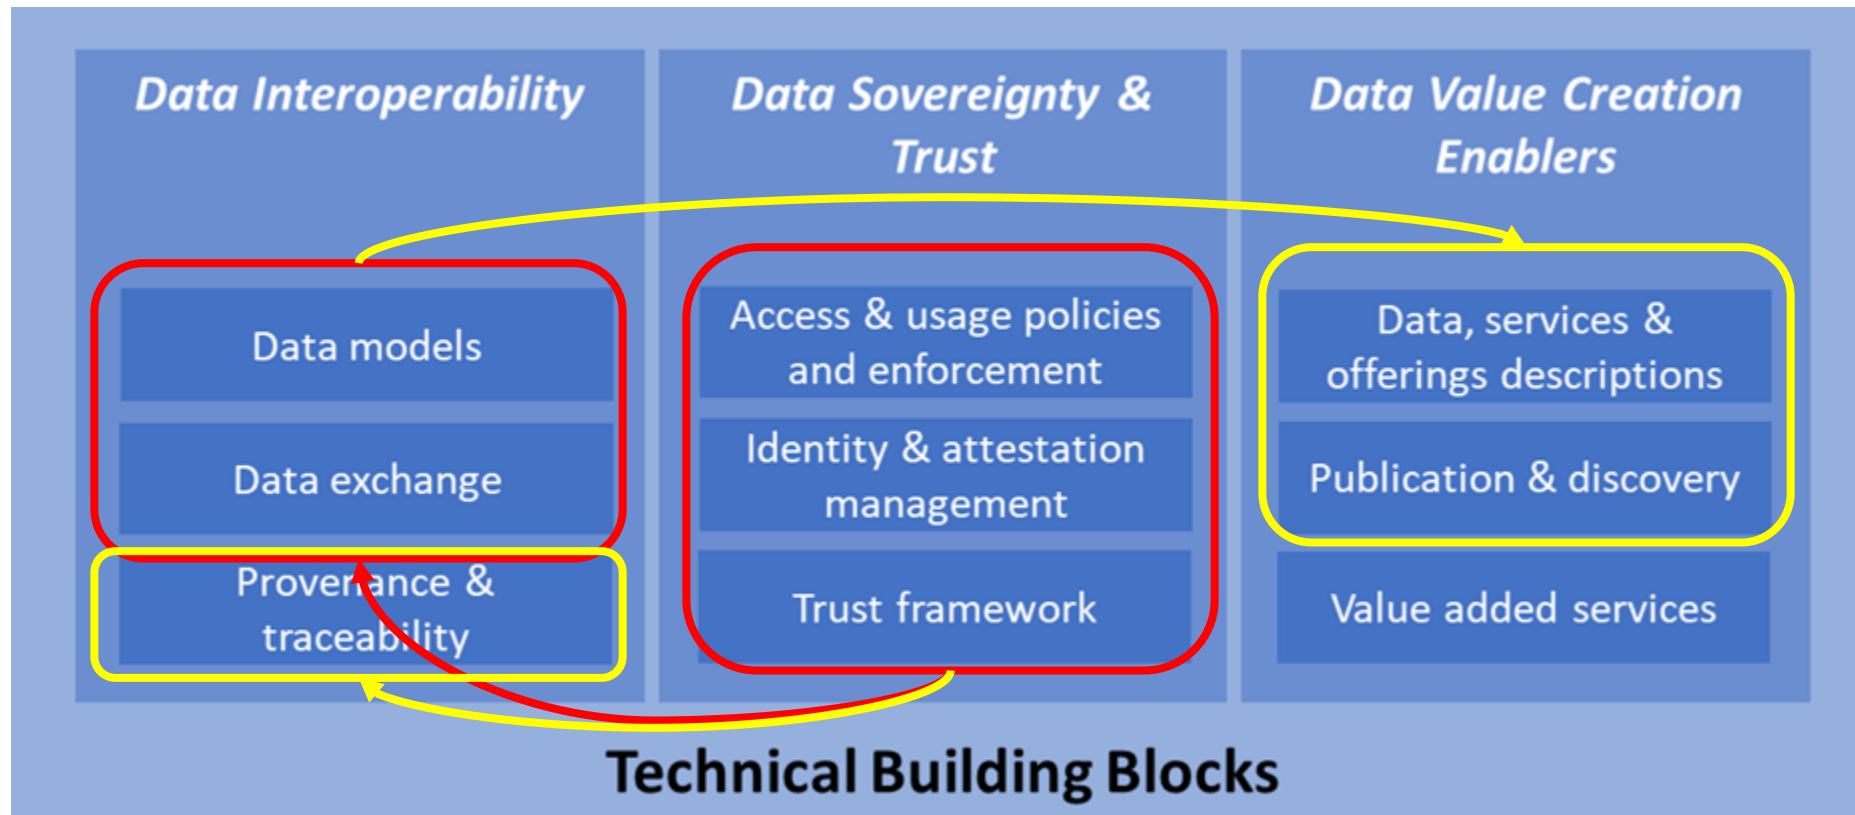 Data Interoperability
Data models
Data exchange
Provenance &
traceability
Data Sovereignty &
Trust
Access & usage policies
and enforcement
Identity & attestation
management
Trust framework
Data Value Creation
Enablers
Data, services &
offerings descriptions
Publication & discovery
Value added services
Technical Building Blocks